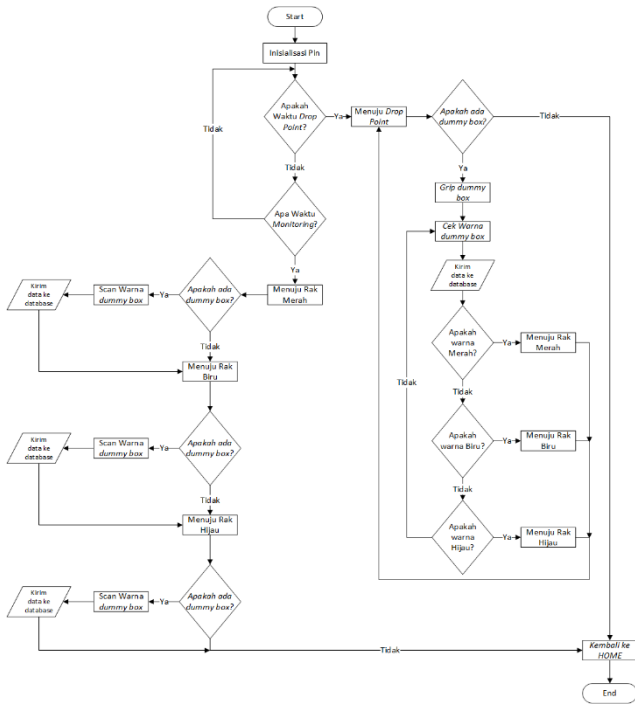 Start
Inisialisasi Pin
Apakah
Waktu Drop
Point?
Ya
Tidak
Tidak
Menuju Drop
Point
Apakah ada
dummy box?
Tidak
Ya
Grip dummy
box
Cek Warna
dummy box
Kirim
data ke
database
Apakah
warna
Merah?
Ya
Menuju Rak
Merah
Tidak
Tidak
Apakah
warna Biru?
Ya
Menuju Rak
Biru
Tidak
Apakah
warna
Hijau?
Ya
Menuju Rak
Hijau
Apa Waktu
Monitoring?
Ya
Menuju Rak
Merah
Apakah ada
dummy box?
Ya
Scan Warna
dummy box
Kirim
data ke
database
Tidak
Menuju Rak
Biru
Apakah ada
dummy box?
Ya
Scan Warna
dummy box
Kirim
data ke
database
Tidak
Menuju Rak
Hijau
Apakah ada
dummy box?
Ya
Scan Warna
dummy box
Kirim
data ke
database
Tidak
Kembali ke
HOME
End